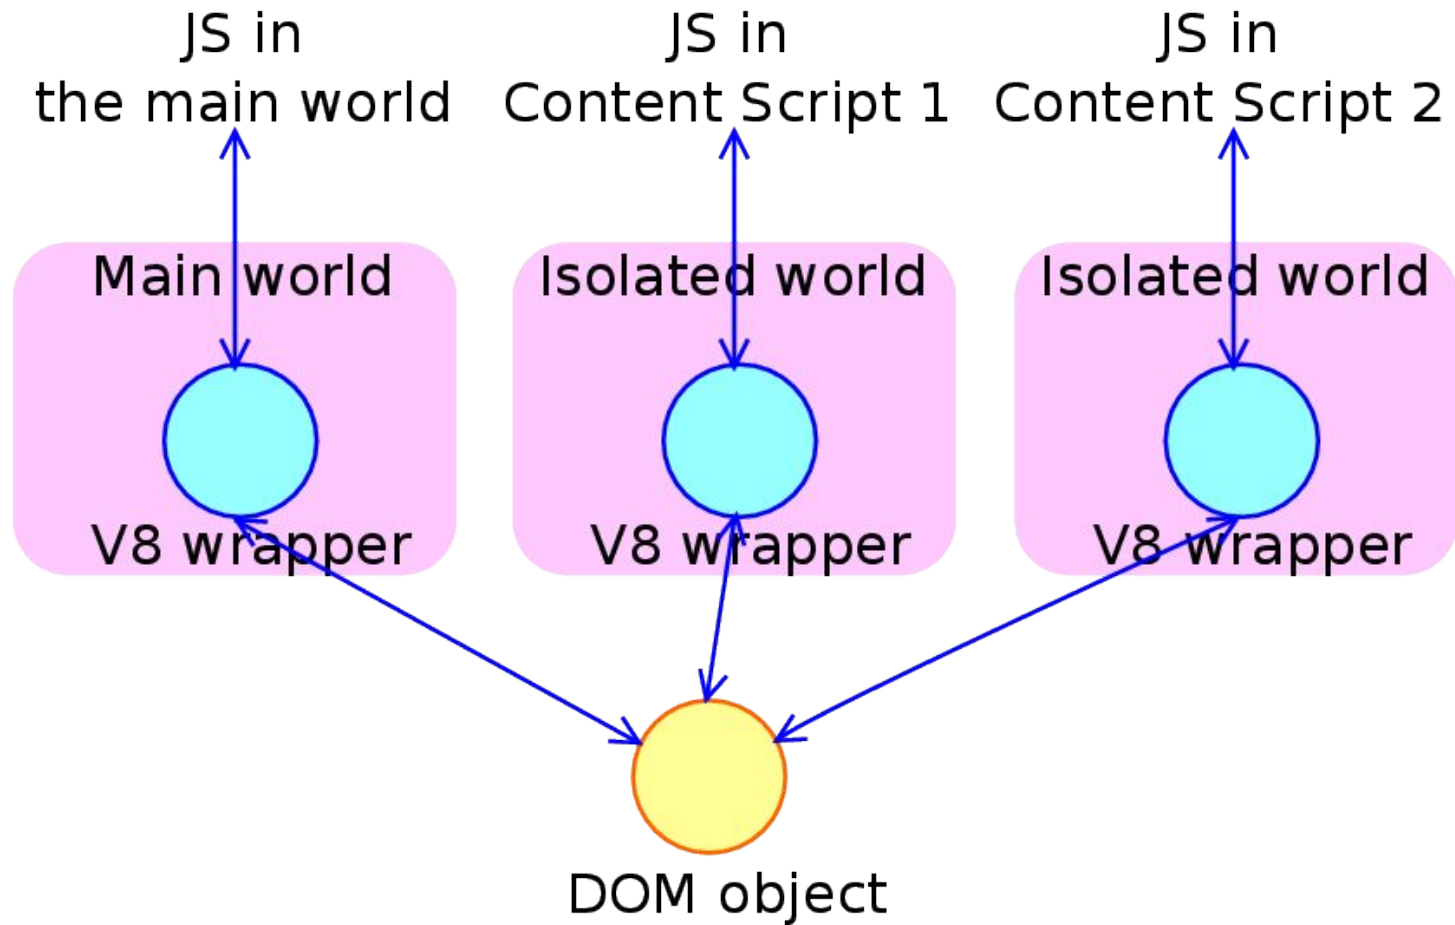 JS in
the main world
JS in
Content Script 1
JS in
Content Script 2
Main world
Isolated world
Isolated world
V8 wrapper
V8 wrapper
V8 wrapper
DOM object